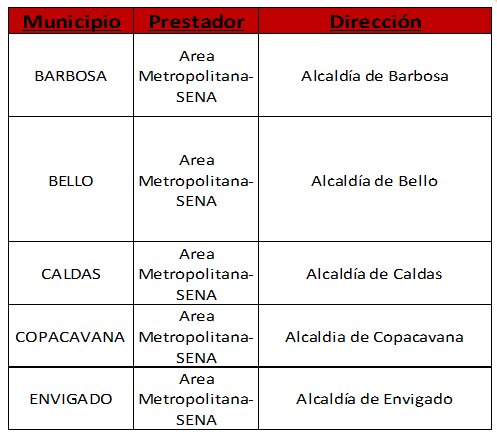 Municipio Prestador Dirección
BARBOSA Area Metropolitana-SENA Alcaldía de Barbosa
BELLO Area Metropolitana-SENA Alcaldía de Bello
CALDAS Area Metropolitana-SENA Alcaldía de Caldas
COPACAVANA Area Metropolitana-SENA Alcaldia de Copacavana
ENVIGADO Area Metropolitana-SENA Alcaldía de Envigado